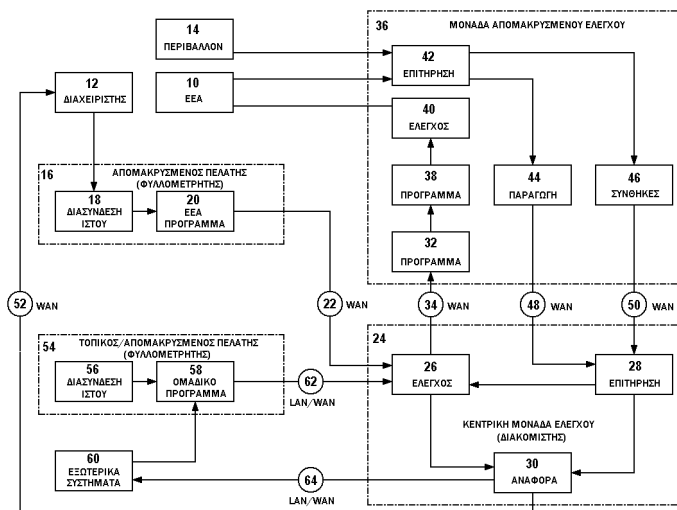 36
ΜΟΝΑΔΑ ΑΠΟΜΑΚΡΥΣΜΕΝΟΥ ΕΛΕΓΧΟΥ
14
ΠΕΡΙΒΑΛΛΟΝ
42
ΕΠΙΤΗΡΗΣΗ
12
ΔΙΑΧΕΙΡΙΣΤΗΣ
10
ΕΕΑ
40
ΕΛΕΓΧΟΣ
16
ΑΠΟΜΑΚΡΥΣΜΕΝΟΣ ΠΕΛΑΤΗΣ
(ΦΥΛΛΟΜΕΤΡΗΤΗΣ)
18
ΔΙΑΣΥΝΔΕΣΗ
ΙΣΤΟΥ
20
ΕΕΑ
ΠΡΟΓΡΑΜΜΑ
38
ΠΡΟΓΡΑΜΜΑ
44
ΠΑΡΑΓΩΓΗ
46
ΣΥΝΘΗΚΕΣ
32
ΠΡΟΓΡΑΜΜΑ
52 WAN
22 WAN
34 WAN
48 WAN
50 WAN
54
ΤΟΠΙΚΟΣ/ΑΠΟΜΑΚΡΥΣΜΕΝΟΣ ΠΕΛΑΤΗΣ
(ΦΥΛΛΟΜΕΤΡΗΤΗΣ)
56
ΔΙΑΣΥΝΔΕΣΗ
ΙΣΤΟΥ
58
ΟΜΑΔΙΚΟ
ΠΡΟΓΡΑΜΜΑ
62
LAN/WAN
24
26
ΕΛΕΓΧΟΣ
28
ΕΠΙΤΗΡΗΣΗ
ΚΕΝΤΡΙΚΗ ΜΟΝΑΔΑ ΕΛΕΓΧΟΥ
(ΔΙΑΚΟΜΙΣΤΗΣ)
60
ΕΞΩΤΕΡΙΚΑ
ΣΥΣΤΗΜΑΤΑ
64
LAN/WAN
30
ΑΝΑΦΟΡΑ